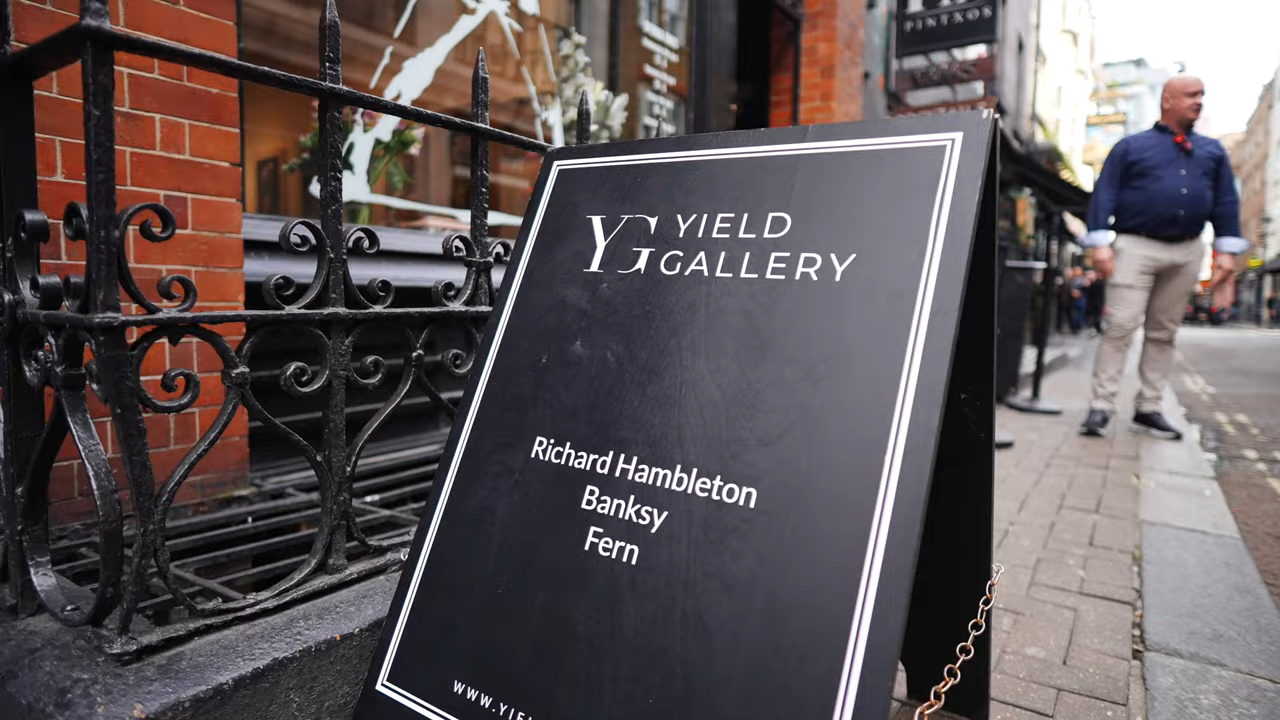 PINTXOS
YG YIELD
GALLERY
Richard Hambleton
Banksy
Fern